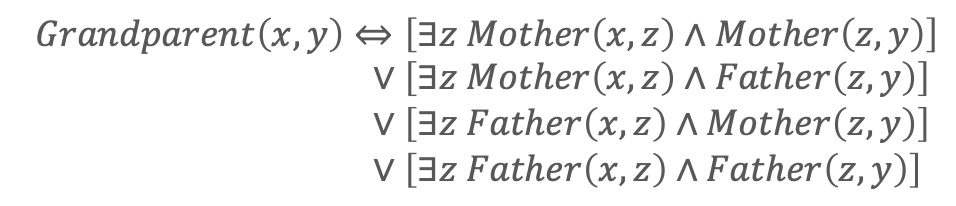 Grandparent(x, y) ⇔ [∃z Mother(x, z) ∧ Mother(z, y)]
∨ [∃z Mother(x, z) ∧ Father(z, y)]
∨ [∃z Father(x, z) ∧ Mother(z, y)]
∨ [∃z Father(x, z) ∧ Father(z, y)]